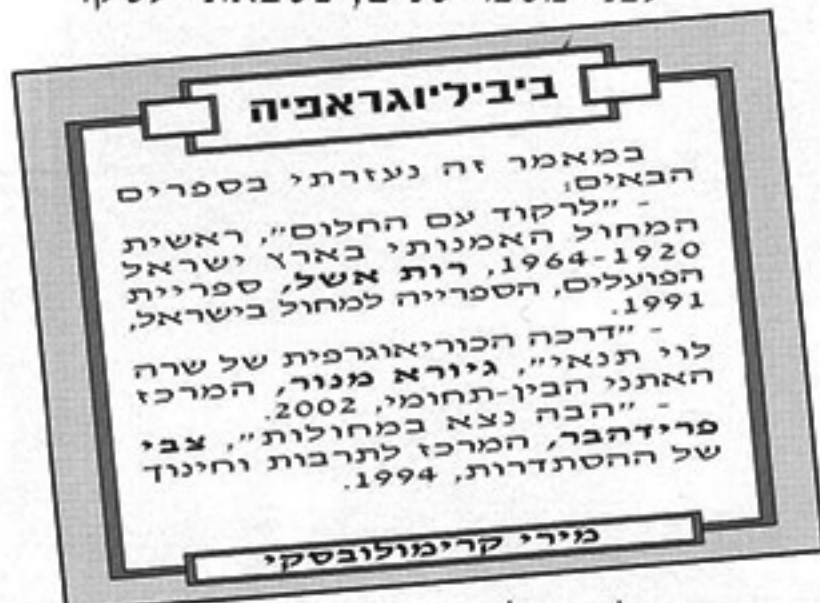 ביבליוגראפיה
במאמר זה נעזרתי בספרים
הבאים:
- "לרקוד עם החלום", ראשית
המחול האמנותי בארץ ישראל
1964-1920, רות אשל, ספריית
הפועלים, הספרייה למחול בישראל,
1991.
- "דרכה הכוריאוגרפית של שרה
לוי תנאי", גיורא מנור, המרכז
האתני הבין-תחומי, 2002.
- "הבה נצא במחולות", צבי
פרידהבר, המרכז לתרבות וחינוך
של ההסתדרות, 1994.
מירי קרימולובסקי